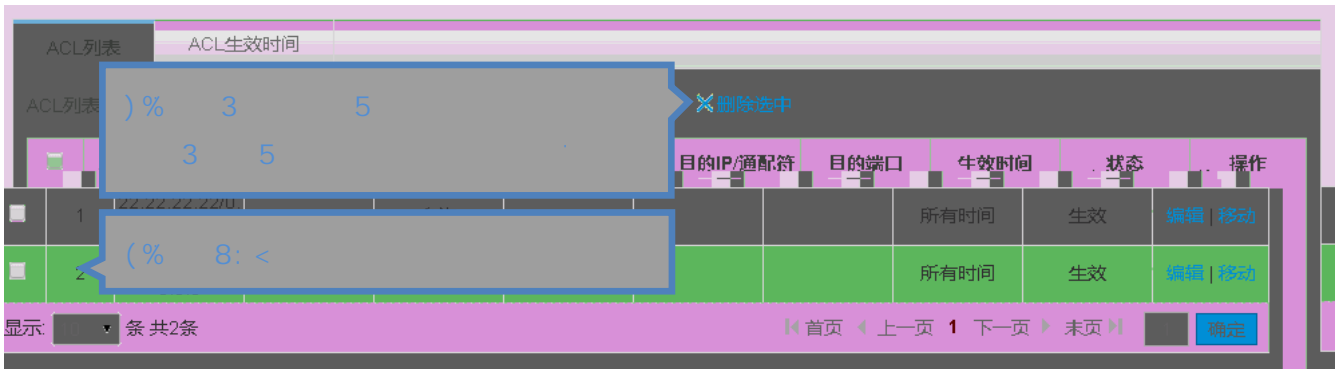 ACL列表 ACL生效时间
ACL列表
)% 3 5
3 5
删除选中
目的IP/通配符 目的端口 生效时间 状态 操作
1 22.22.22.22/0 所有时间 生效 编辑 | 移动
(% 8: <
2 所有时间 生效 编辑 | 移动
显示: 条 共2条 首页 上一页 1 下一页 末页 确定